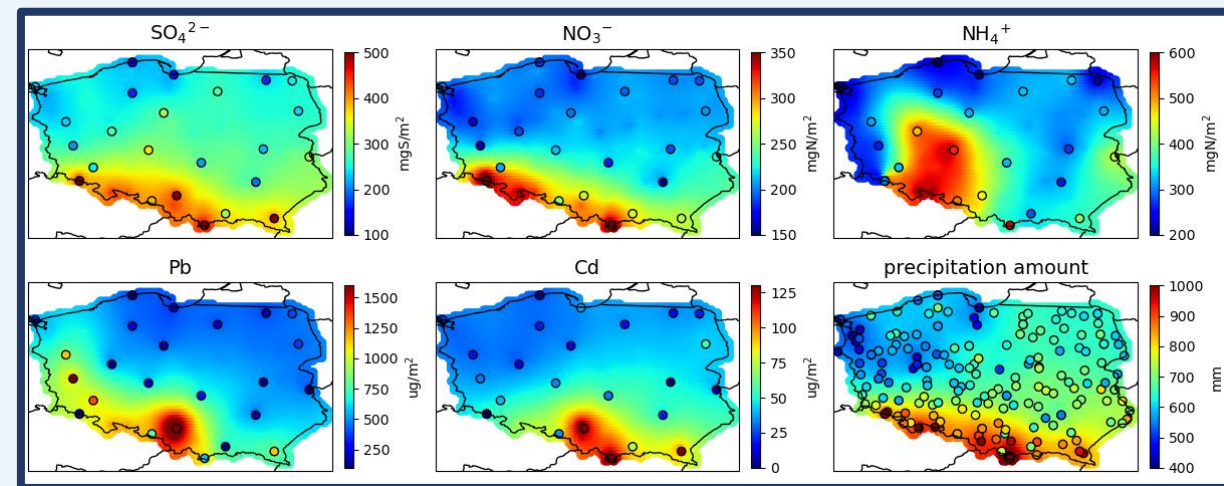 SO₄²⁻
500
400
300
200
100
mgS/m²
NO₃⁻
350
300
250
200
150
mgN/m²
NH₄⁺
600
500
400
300
200
mgN/m²
Pb
1500
1250
1000
750
500
250
ug/m²
Cd
125
100
75
50
25
0
ug/m²
precipitation amount
1000
900
800
700
600
500
400
mm